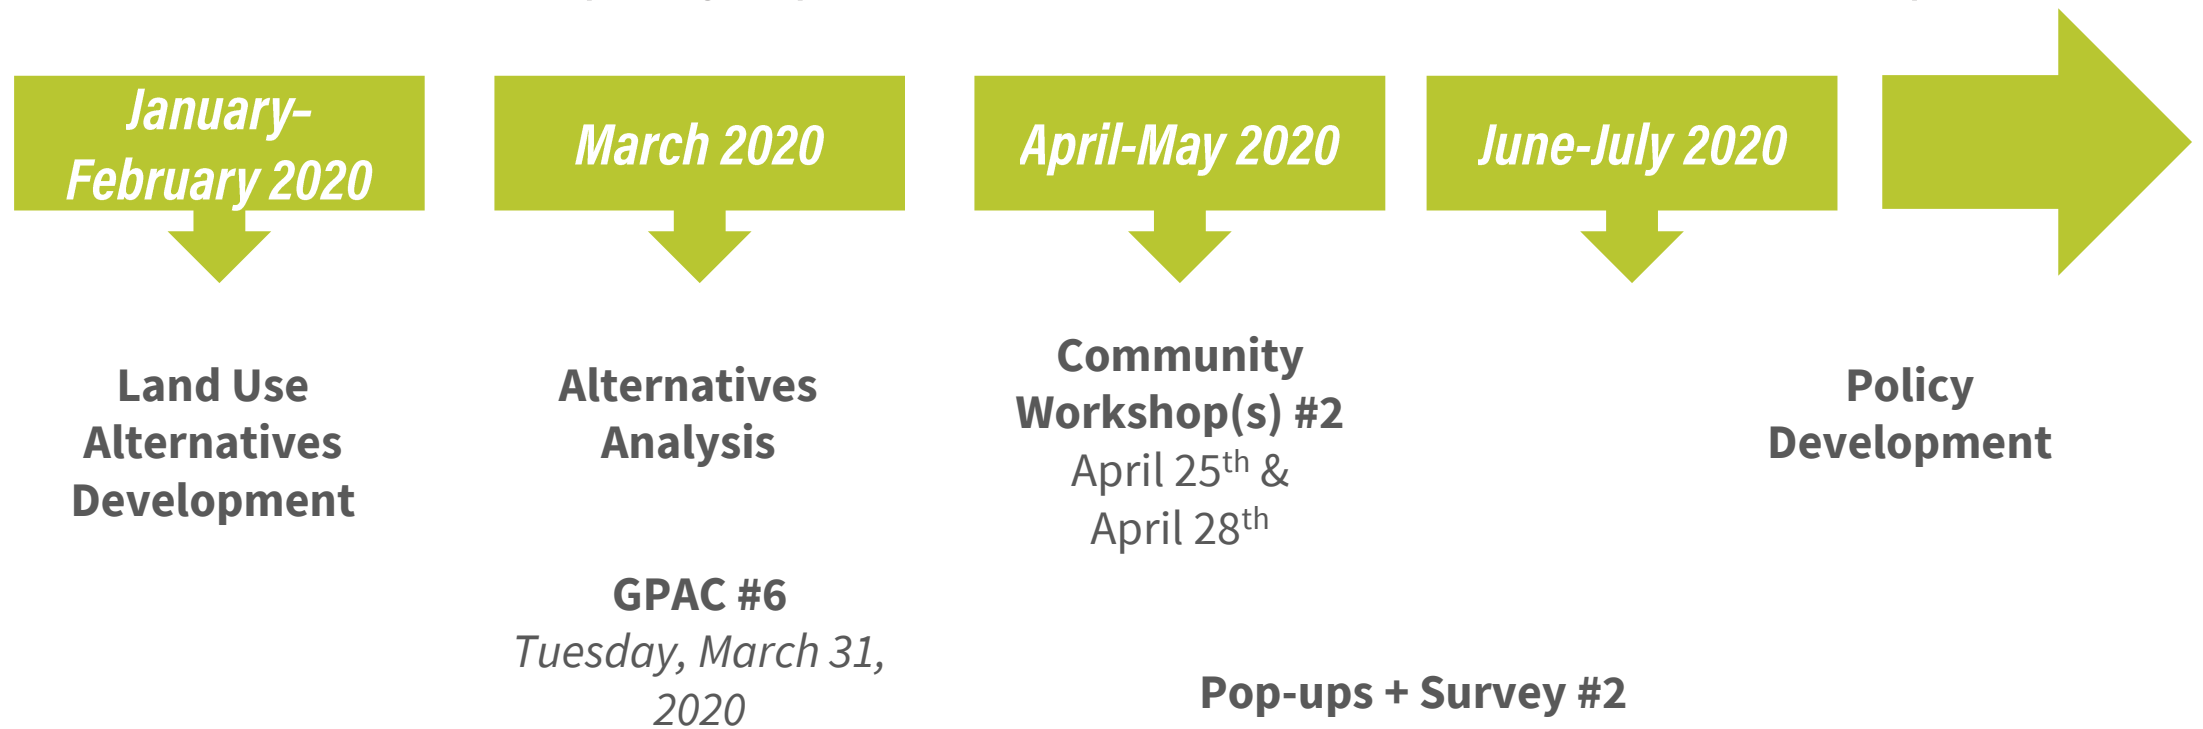 January-
February 2020
March 2020
April-May 2020
June-July 2020
Land Use
Alternatives
Development
Alternatives
Analysis
GPAC #6
Tuesday, March 31,
2020
Community
Workshop(s) #2
April 25th &
April 28th
Pop-ups + Survey #2
Policy
Development